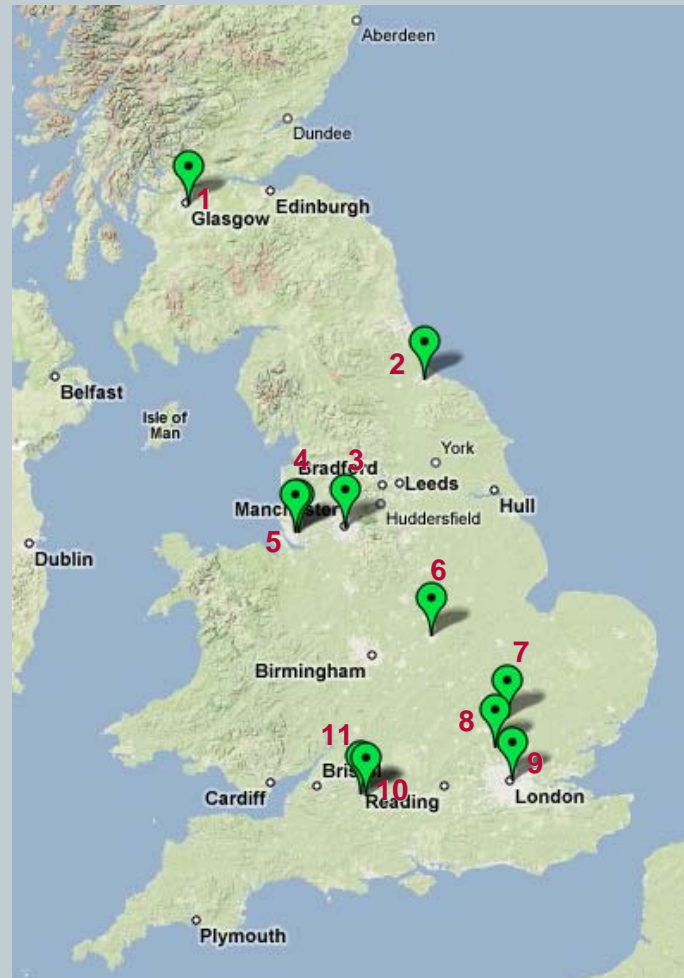 Aberdeen
Dundee
1
Glasgow
Edinburgh
2
Belfast
Isle of
Man
York
4
Bradford
3
Leeds
Manchester
Huddersfield
Hull
5
Dublin
6
Birmingham
7
8
11
Bristol
9
Cardiff
10
Reading
London
Plymouth